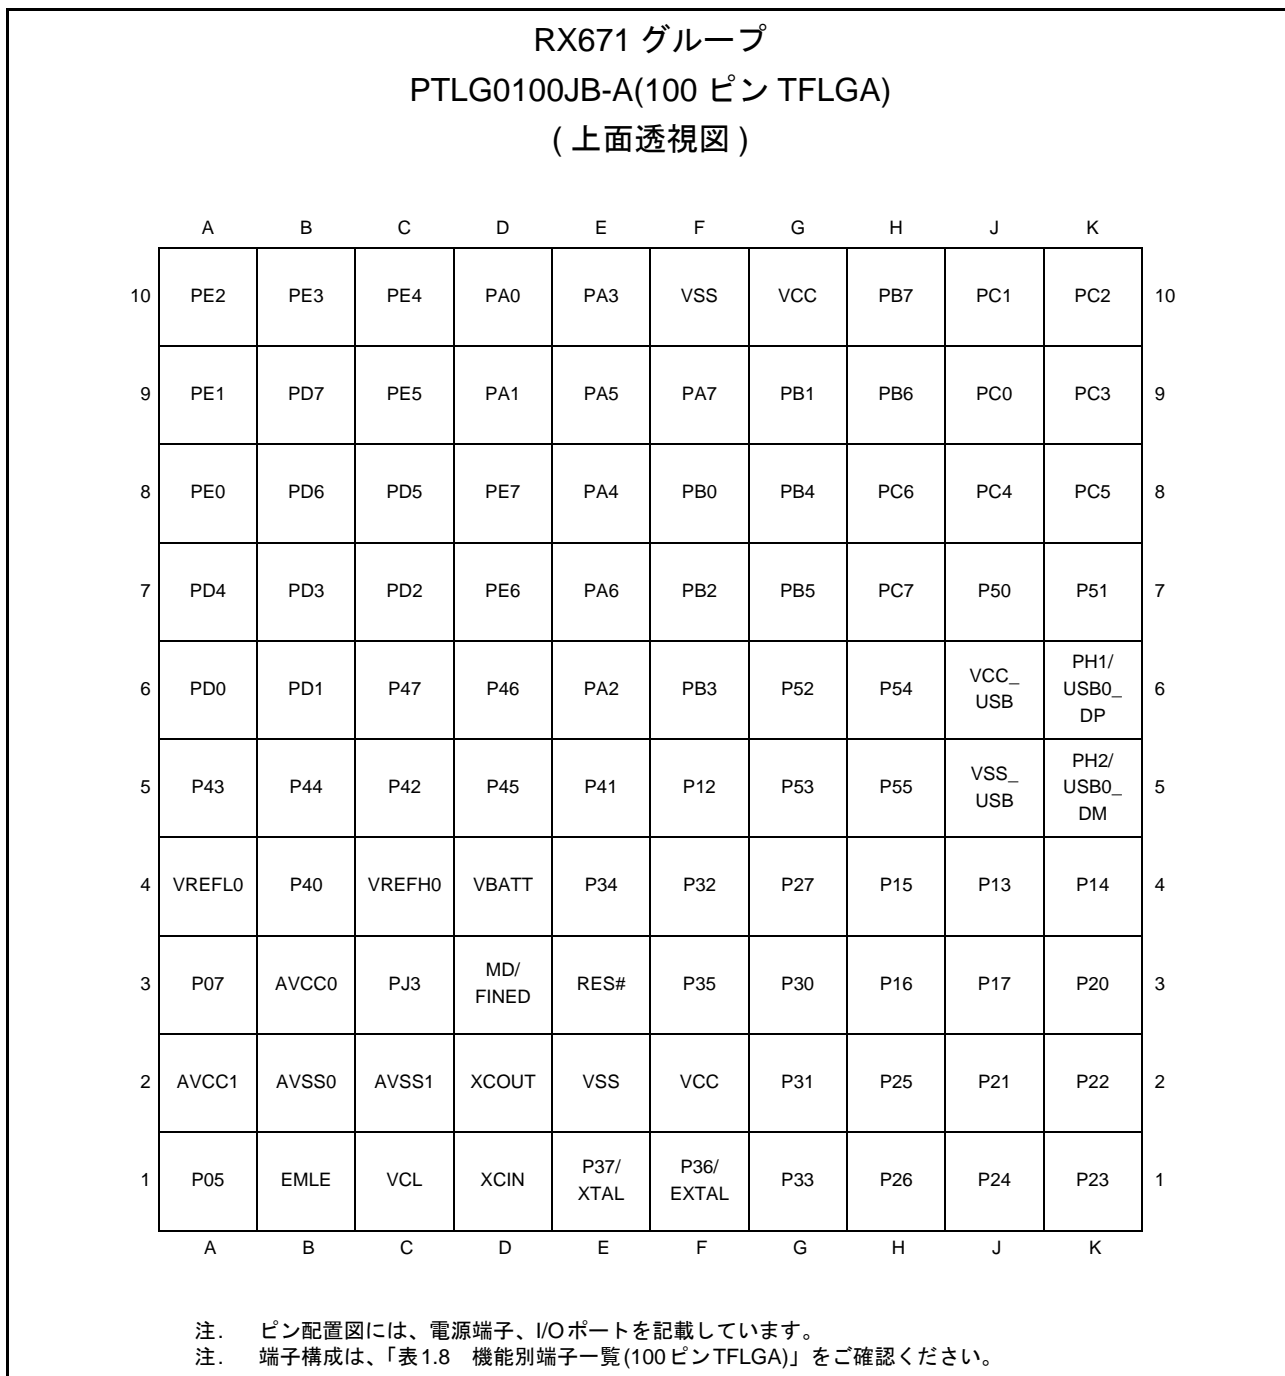 RX671 グループ
PTLG0100JB-A(100 ピン TFLGA)
( 上面透視図 )
A B C D E F G H J K
10 PE2 PE3 PE4 PA0 PA3 VSS VCC PB7 PC1 PC2 10
9 PE1 PD7 PE5 PA1 PA5 PA7 PB1 PB6 PC0 PC3 9
8 PE0 PD6 PD5 PE7 PA4 PB0 PB4 PC6 PC4 PC5 8
7 PD4 PD3 PD2 PE6 PA6 PB2 PB5 PC7 P50 P51 7
6 PD0 PD1 P47 P46 PA2 PB3 P52 P54 VCC_USB PH1/USB0_DP 6
5 P43 P44 P42 P45 P41 P12 P53 P55 VSS_USB PH2/USB0_DM 5
4 VREFL0 P40 VREFH0 VBATT P34 P32 P27 P15 P13 P14 4
3 P07 AVCC0 PJ3 MD/FINED RES# P35 P30 P16 P17 P20 3
2 AVCC1 AVSS0 AVSS1 XCOUT VSS VCC P31 P25 P21 P22 2
1 P05 EMLE VCL XCIN P37/XTAL P36/EXTAL P33 P26 P24 P23 1
A B C D E F G H J K
注. ピン配置図には、電源端子、I/Oポートを記載しています。
注. 端子構成は、「表1.8 機能別端子一覧(100ピンTFLGA)」をご確認ください。